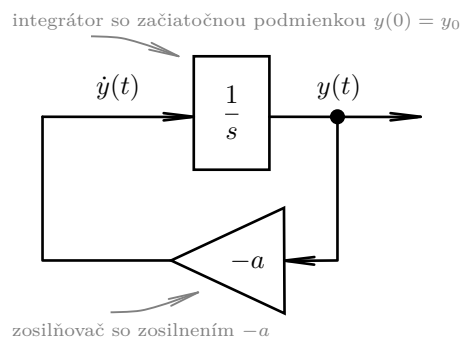 integrátor so začiatočnou podmienkou y(0) = y₀
ẏ(t)
y(t)
1
s
−a
zosilňovač so zosilnením −a